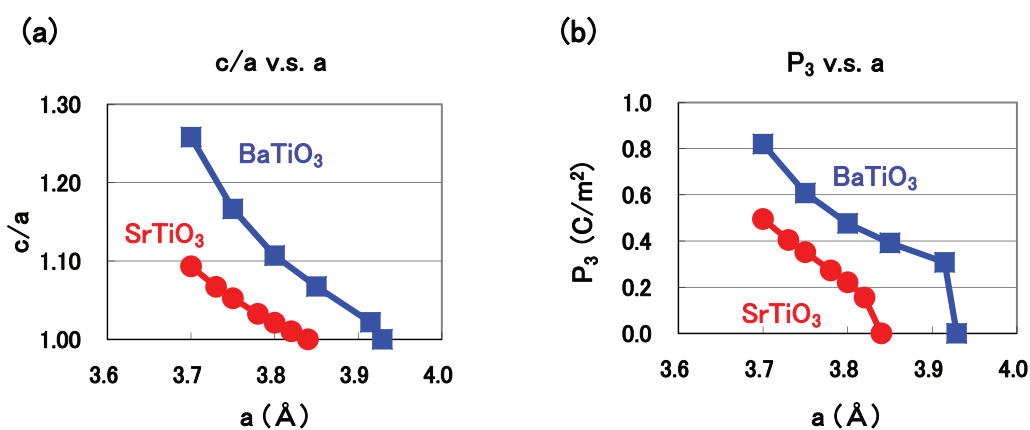 (a)
c/a v.s. a
1.30
1.20
1.10
1.00
c/a
BaTiO₃
SrTiO₃
3.6 3.7 3.8 3.9 4.0
a (Å)
(b)
P₃ v.s. a
1.0
0.8
0.6
0.4
0.2
0.0
P₃ (C/m²)
BaTiO₃
SrTiO₃
3.6 3.7 3.8 3.9 4.0
a (Å)